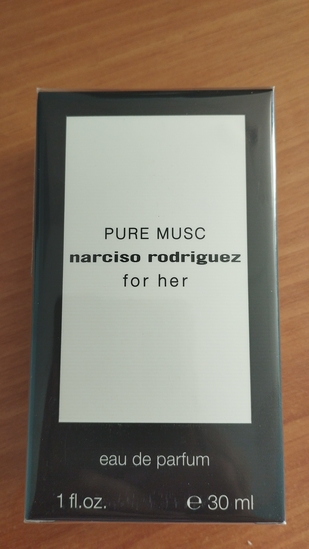 PURE MUSC
narciso rodriguez
for her
eau de parfum
1 fl.oz. ℮ 30 ml